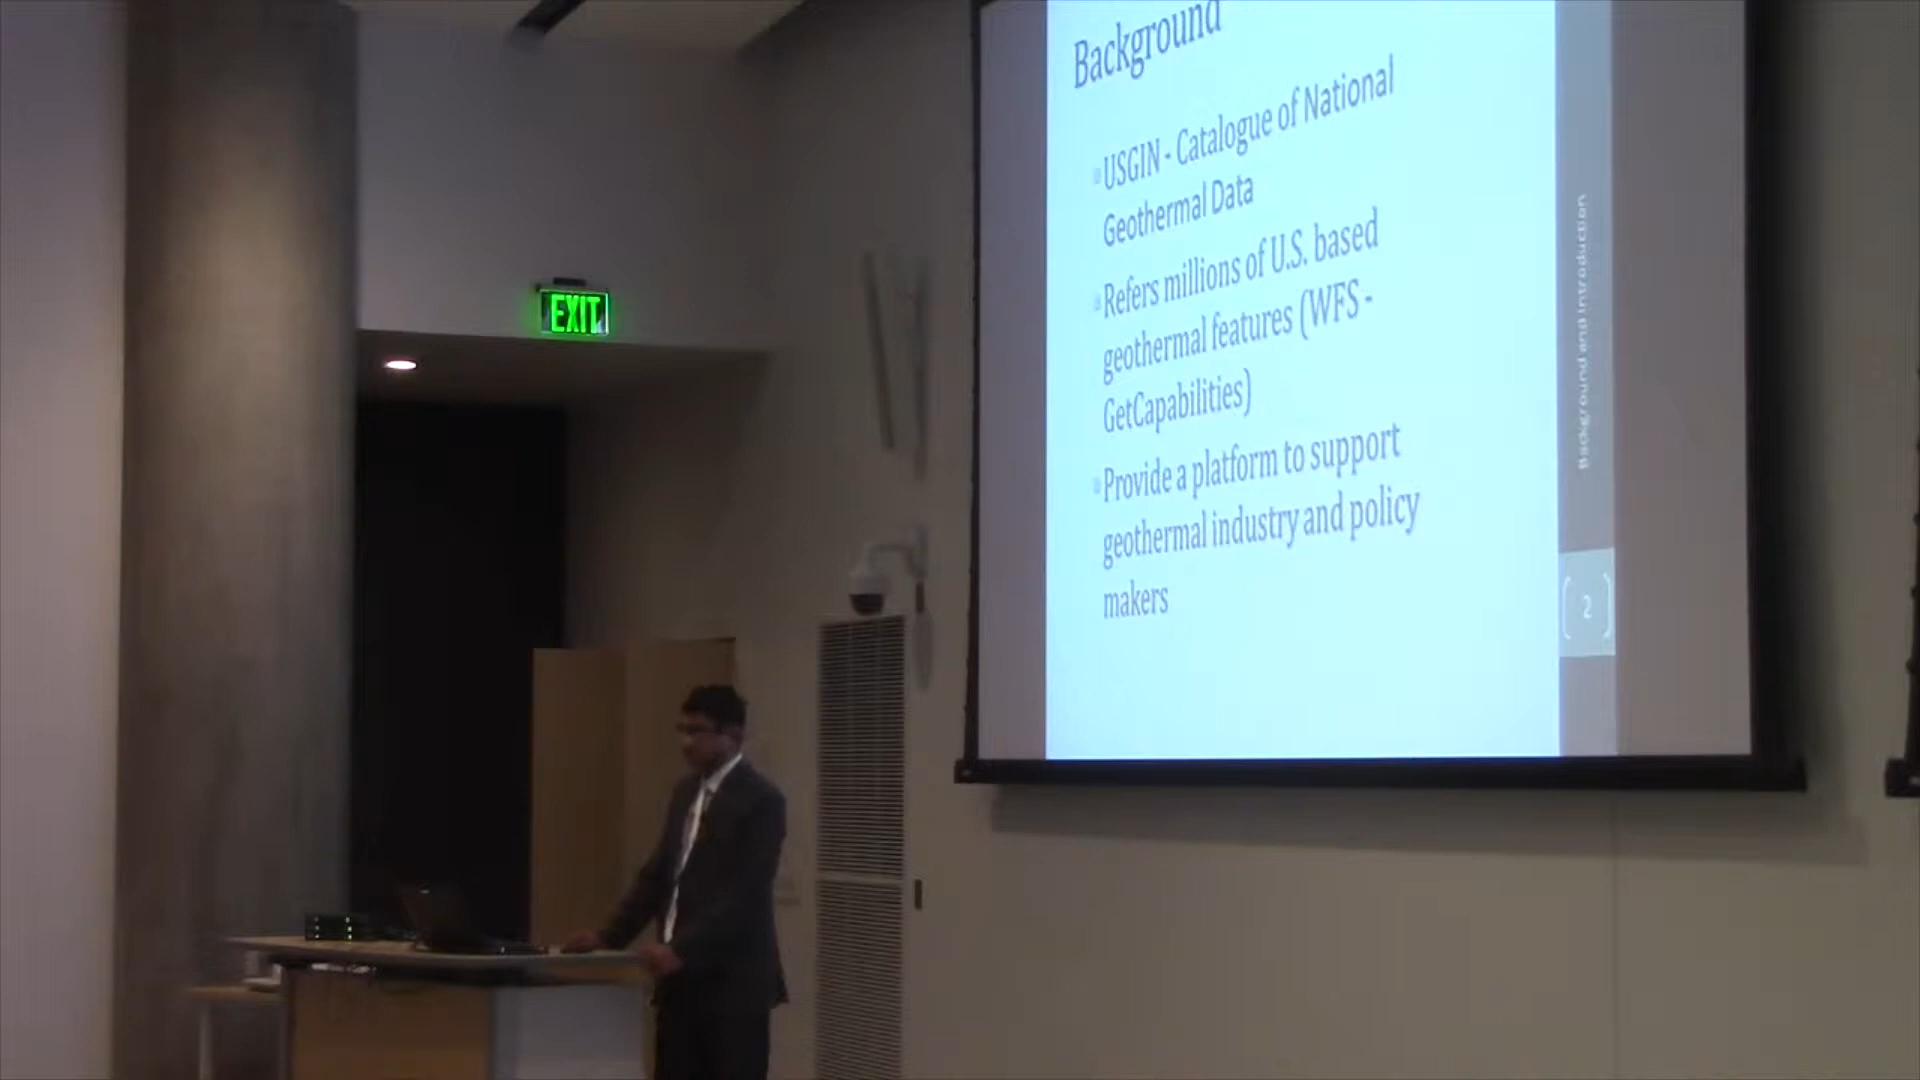 Background
USGIN - Catalogue of National
Geothermal Data
Refers millions of U.S. based
geothermal features (WFS -
GetCapabilities)
Provide a platform to support
geothermal industry and policy
makers
Background and Introduction
2
EXIT